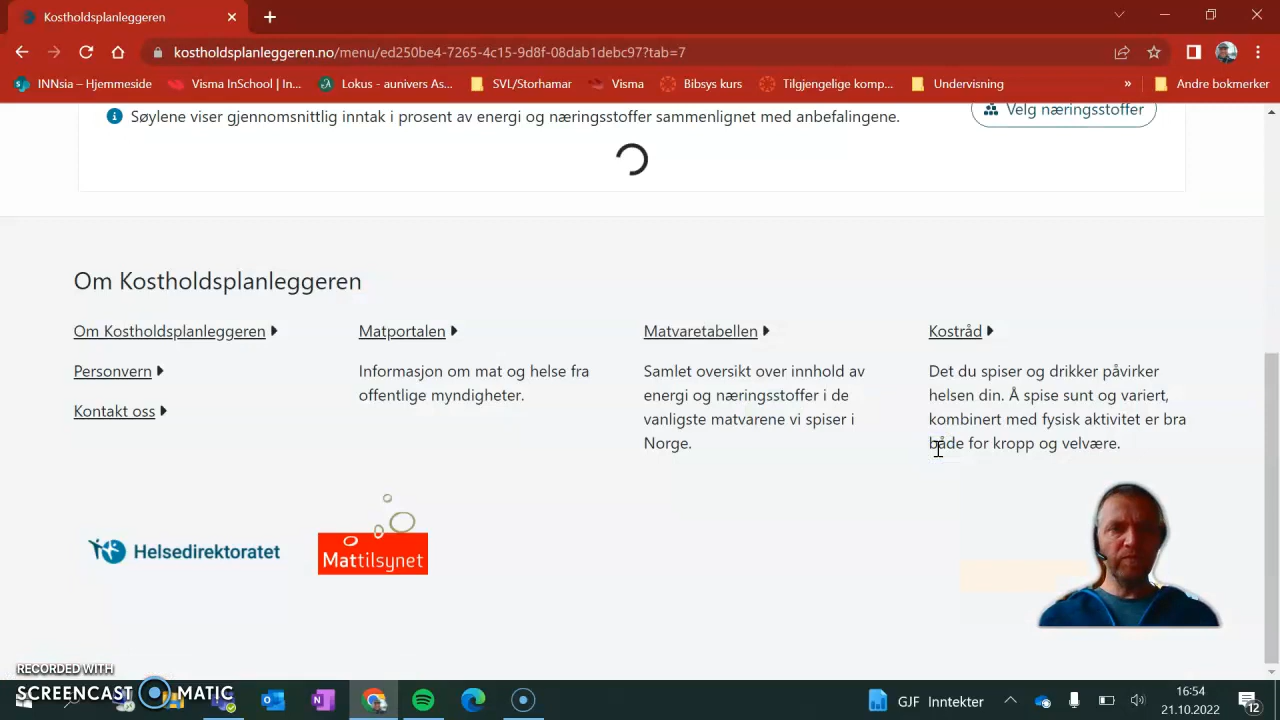 Kostholdsplanleggeren
kostholdsplanleggeren.no/menu/ed250be4-7265-4c15-9d8f-08dab1debc97?tab=7
INNsia – Hjemmeside
Visma InSchool | In...
Lokus - aunivers As...
SVL/Storhamar
Visma
Bibsys kurs
Tilgjengelige komp...
Undervisning
»
Andre bokmerker
Søylene viser gjennomsnittlig inntak i prosent av energi og næringsstoffer sammenlignet med anbefalingene.
Velg næringsstoffer
Om Kostholdsplanleggeren
Om Kostholdsplanleggeren
Personvern
Kontakt oss
Matportalen
Informasjon om mat og helse fra
offentlige myndigheter.
Matvaretabellen
Samlet oversikt over innhold av
energi og næringsstoffer i de
vanligste matvarene vi spiser i
Norge.
Kostråd
Det du spiser og drikker påvirker
helsen din. Å spise sunt og variert,
kombinert med fysisk aktivitet er bra
både for kropp og velvære.
Helsedirektoratet
Mattilsynet
RECORDED WITH
SCREENCAST MATIC
GJF Inntekter
16:54
21.10.2022
12